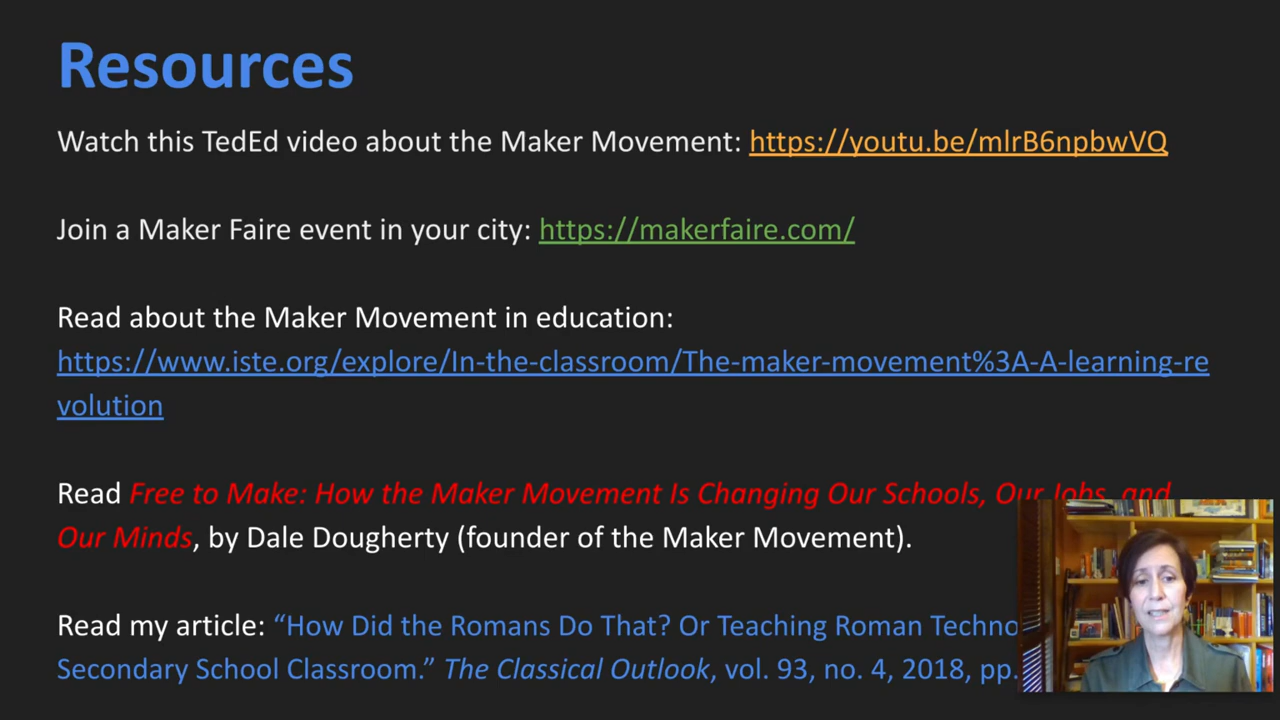 Resources
Watch this TedEd video about the Maker Movement: https://youtu.be/mlrB6npbwVQ
Join a Maker Faire event in your city: https://makerfaire.com/
Read about the Maker Movement in education:
https://www.iste.org/explore/In-the-classroom/The-maker-movement%3A-A-learning-re
volution
Read Free to Make: How the Maker Movement Is Changing Our Schools, Our Jobs, and
Our Minds, by Dale Dougherty (founder of the Maker Movement).
Read my article: “How Did the Romans Do That? Or Teaching Roman Techno
Secondary School Classroom.” The Classical Outlook, vol. 93, no. 4, 2018, pp.